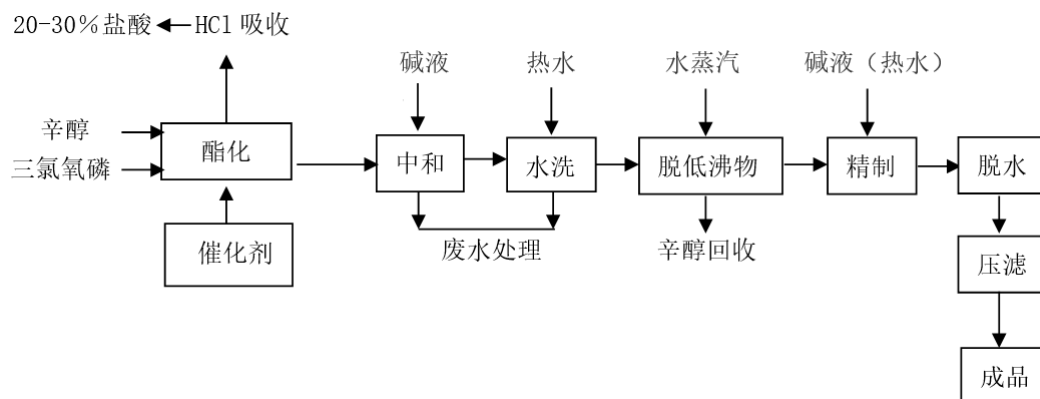 20-30%盐酸 HCl 吸收
碱液 热水 水蒸汽 碱液（热水）
辛醇
三氯氧磷
酯化 中和 水洗 脱低沸物 精制 脱水
催化剂 废水处理 辛醇回收 压滤
成品